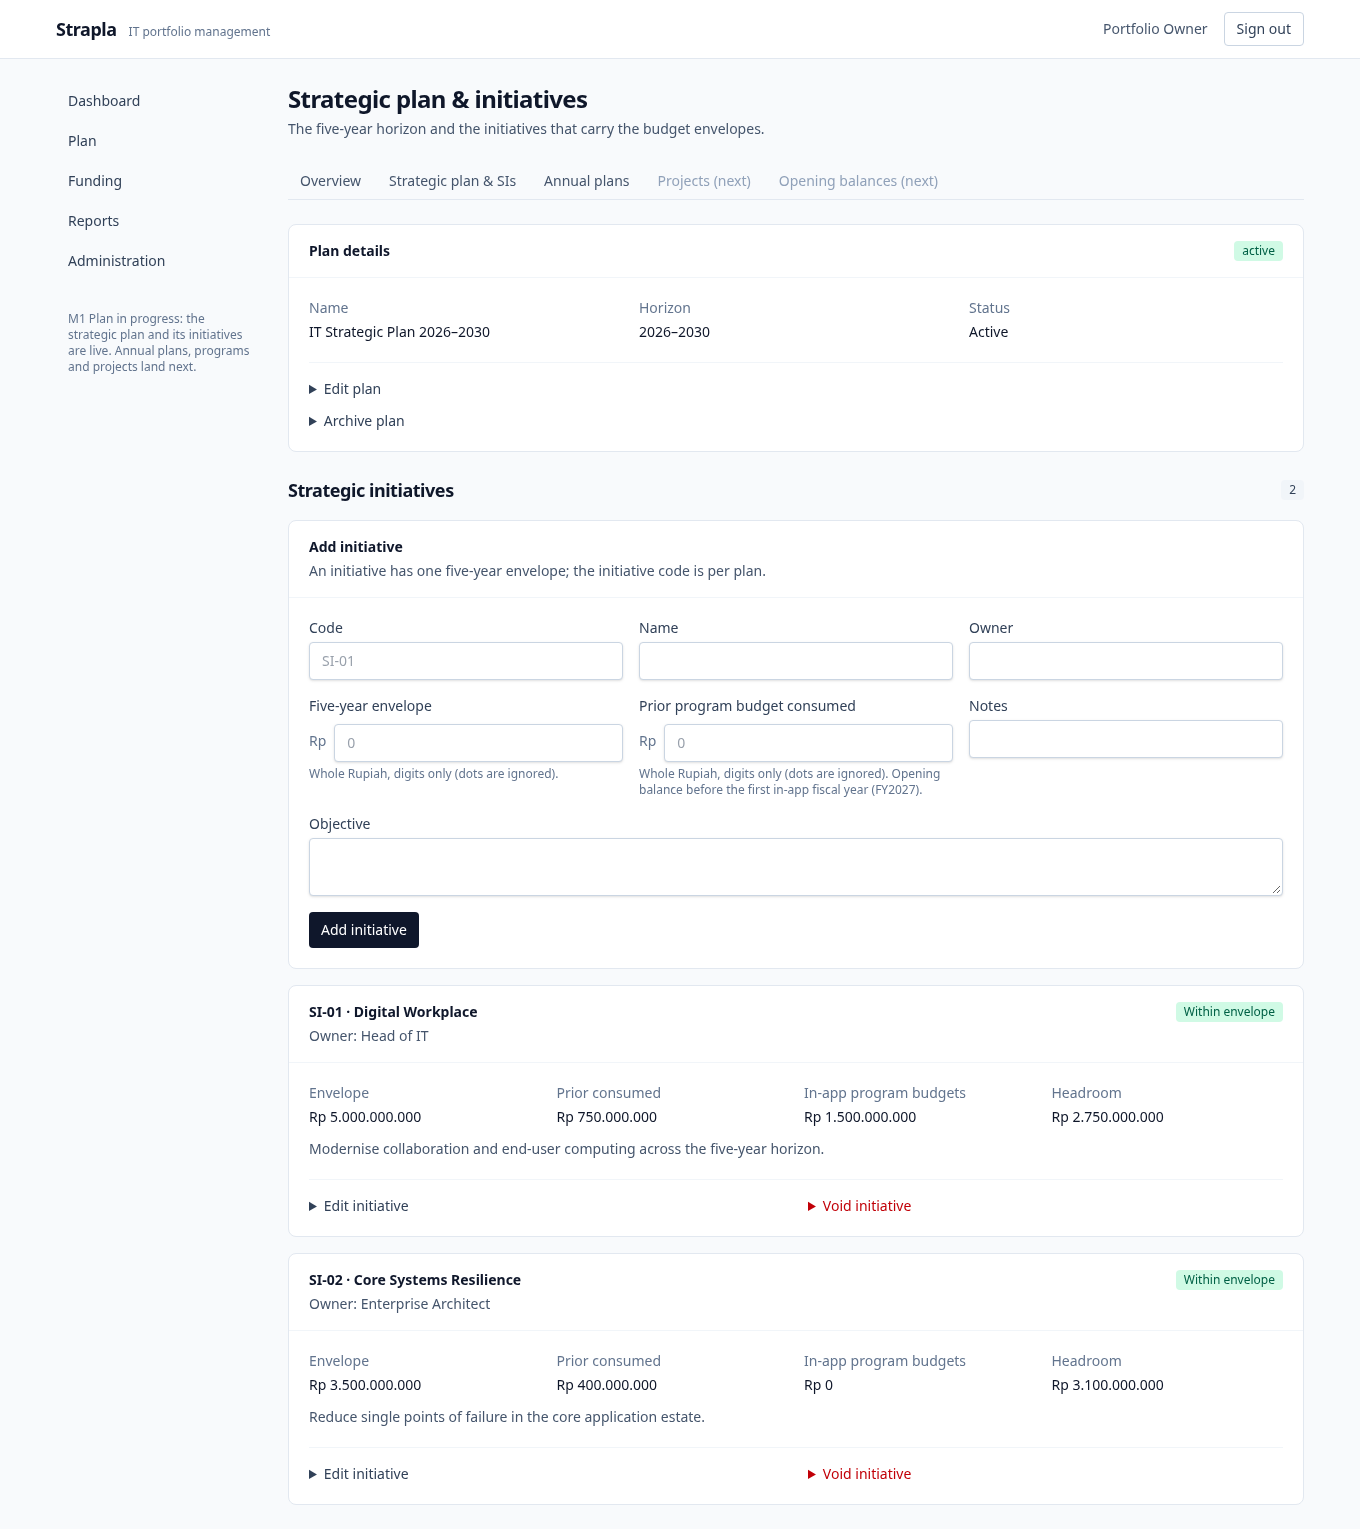 Strapla IT portfolio management Portfolio Owner Sign out
Dashboard
Plan
Funding
Reports
Administration
M1 Plan in progress: the
strategic plan and its initiatives
are live. Annual plans, programs
and projects land next.
Strategic plan & initiatives
The five-year horizon and the initiatives that carry the budget envelopes.
Overview Strategic plan & SIs Annual plans Projects (next) Opening balances (next)
Plan details active
Name Horizon Status
IT Strategic Plan 2026–2030 2026–2030 Active
Edit plan
Archive plan
Strategic initiatives 2
Add initiative
An initiative has one five-year envelope; the initiative code is per plan.
Code Name Owner
SI-01
Five-year envelope Prior program budget consumed Notes
Rp 0 Rp 0
Whole Rupiah, digits only (dots are ignored). Whole Rupiah, digits only (dots are ignored). Opening
balance before the first in-app fiscal year (FY2027).
Objective
Add initiative
SI-01 · Digital Workplace Within envelope
Owner: Head of IT
Envelope Prior consumed In-app program budgets Headroom
Rp 5.000.000.000 Rp 750.000.000 Rp 1.500.000.000 Rp 2.750.000.000
Modernise collaboration and end-user computing across the five-year horizon.
Edit initiative Void initiative
SI-02 · Core Systems Resilience Within envelope
Owner: Enterprise Architect
Envelope Prior consumed In-app program budgets Headroom
Rp 3.500.000.000 Rp 400.000.000 Rp 0 Rp 3.100.000.000
Reduce single points of failure in the core application estate.
Edit initiative Void initiative